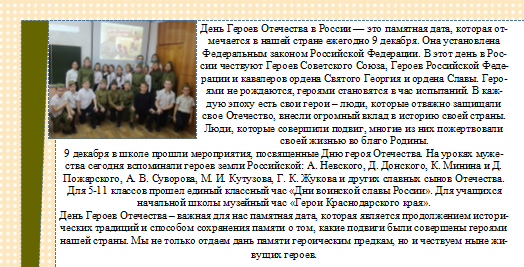 День Героев Отечества в России — это памятная дата, которая от-
мечается в нашей стране ежегодно 9 декабря. Она установлена
Федеральным законом Российской Федерации. В этот день в Рос-
сии чествуют Героев Советского Союза, Героев Российской Феде-
рации и кавалеров ордена Святого Георгия и ордена Славы. Геро-
ями не рождаются, героями становятся в час испытаний. В каж-
дую эпоху есть свои герои – люди, которые отважно защищали
свое Отечество, внесли огромный вклад в историю своей страны.
Люди, которые совершили подвиг, многие из них пожертвовали
своей жизнью во благо Родины.
9 декабря в школе прошли мероприятия, посвященные Дню героя Отечества. На уроках муже-
ства сегодня вспоминали героев земли Российской: А. Невского, Д. Донского, К. Минина и Д.
Пожарского, А. В. Суворова, М. И. Кутузова, Г. К. Жукова и других славных сынов Отечества.
Для 5-11 классов прошел единый классный час «Дни воинской славы России». Для учащихся
начальной школы музейный час «Герои Краснодарского края».
День Героев Отечества – важная для нас памятная дата, которая является продолжением истори-
ческих традиций и способом сохранения памяти о том, какие подвиги были совершены героями
нашей страны. Мы не только отдаем дань памяти героическим предкам, но и чествуем ныне жи-
вущих героев.